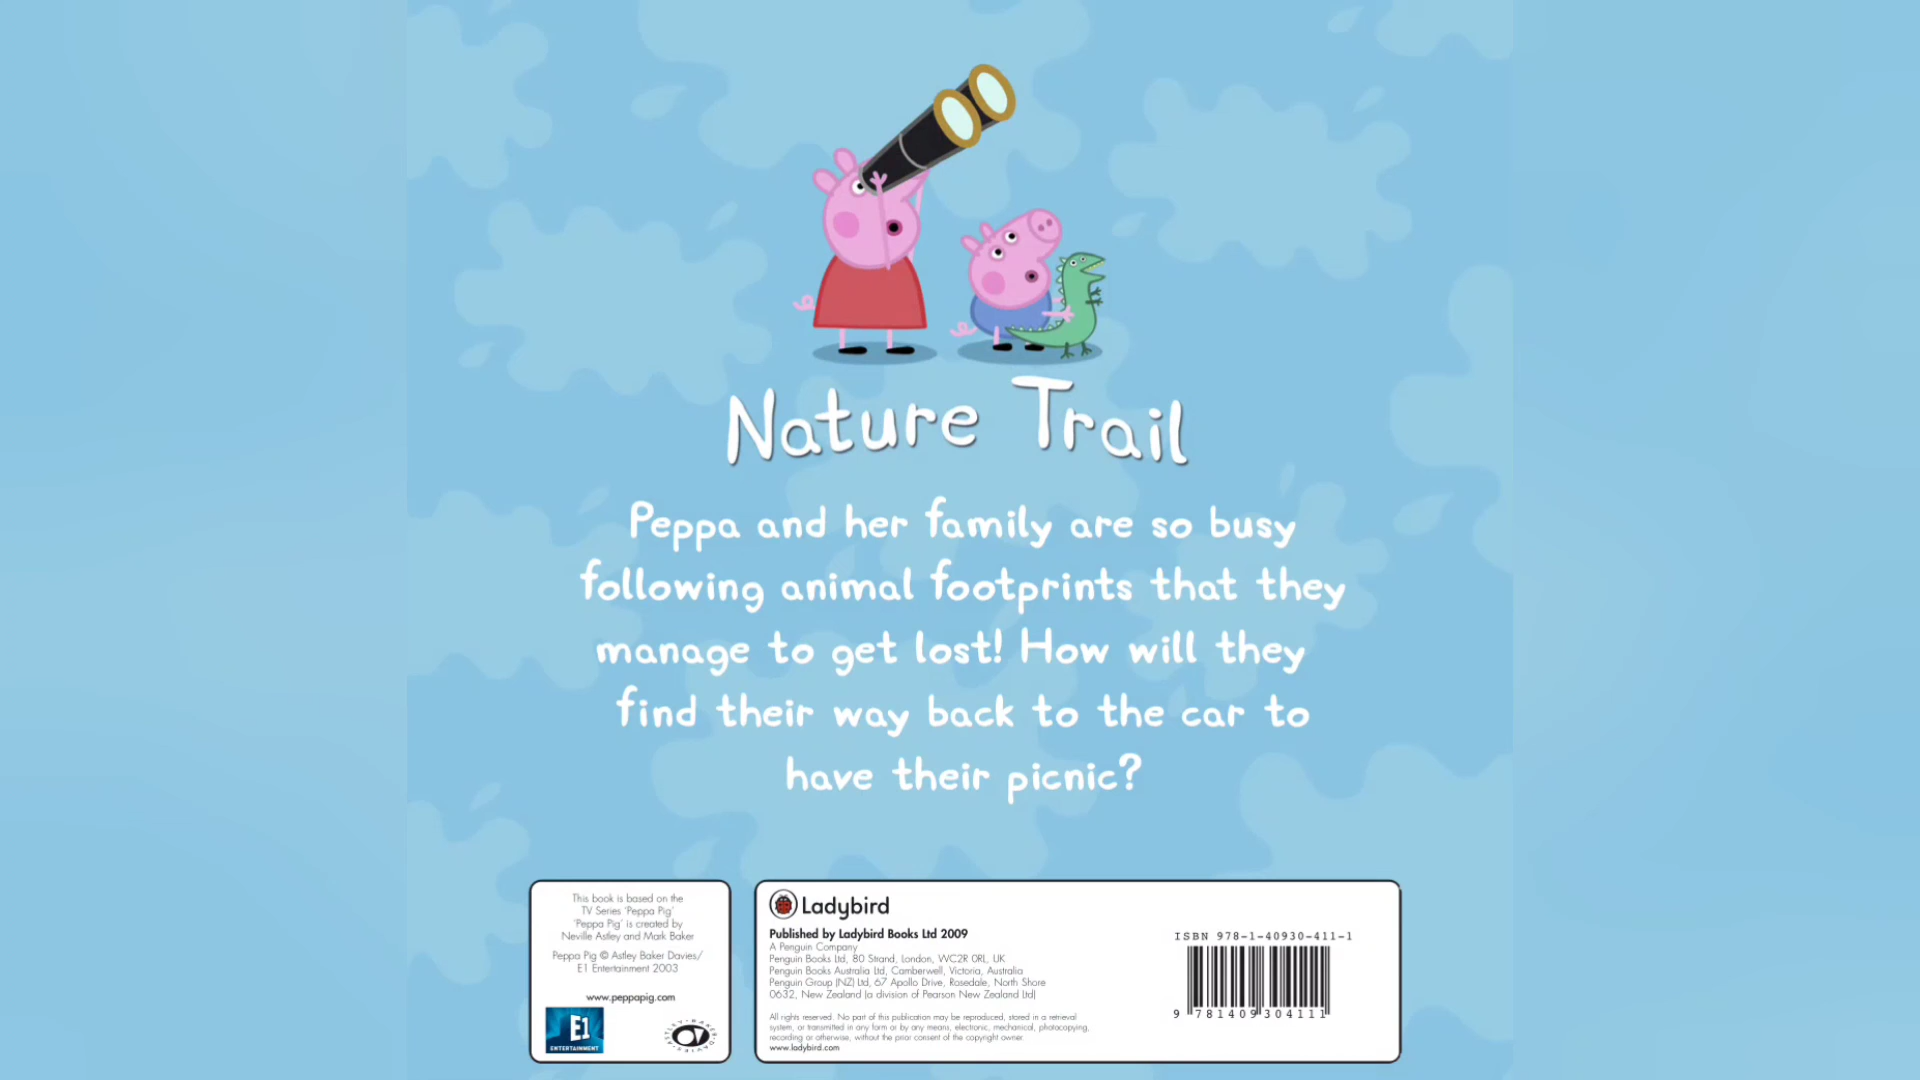 Nature Trail
Peppa and her family are so busy
following animal footprints that they
manage to get lost! How will they
find their way back to the car to
have their picnic?
This book is based on the
TV Series 'Peppa Pig'
'Peppa Pig' is created by
Neville Astley and Mark Baker
Peppa Pig © Astley Baker Davies/
E1 Entertainment 2003
www.peppapig.com
E1
ENTERTAINMENT
ASTLEY·BAKER·DAVIES
Ladybird
Published by Ladybird Books Ltd 2009
A Penguin Company
Penguin Books Ltd, 80 Strand, London, WC2R 0RL, UK
Penguin Books Australia Ltd, Camberwell, Victoria, Australia
Penguin Group (NZ) Ltd, 67 Apollo Drive, Rosedale, North Shore
0632, New Zealand (a division of Pearson New Zealand Ltd)
All rights reserved. No part of this publication may be reproduced, stored in a retrieval
system, or transmitted in any form or by any means, electronic, mechanical, photocopying,
recording or otherwise, without the prior consent of the copyright owner.
www.ladybird.com
ISBN 978-1-40930-411-1
9 781409 304111